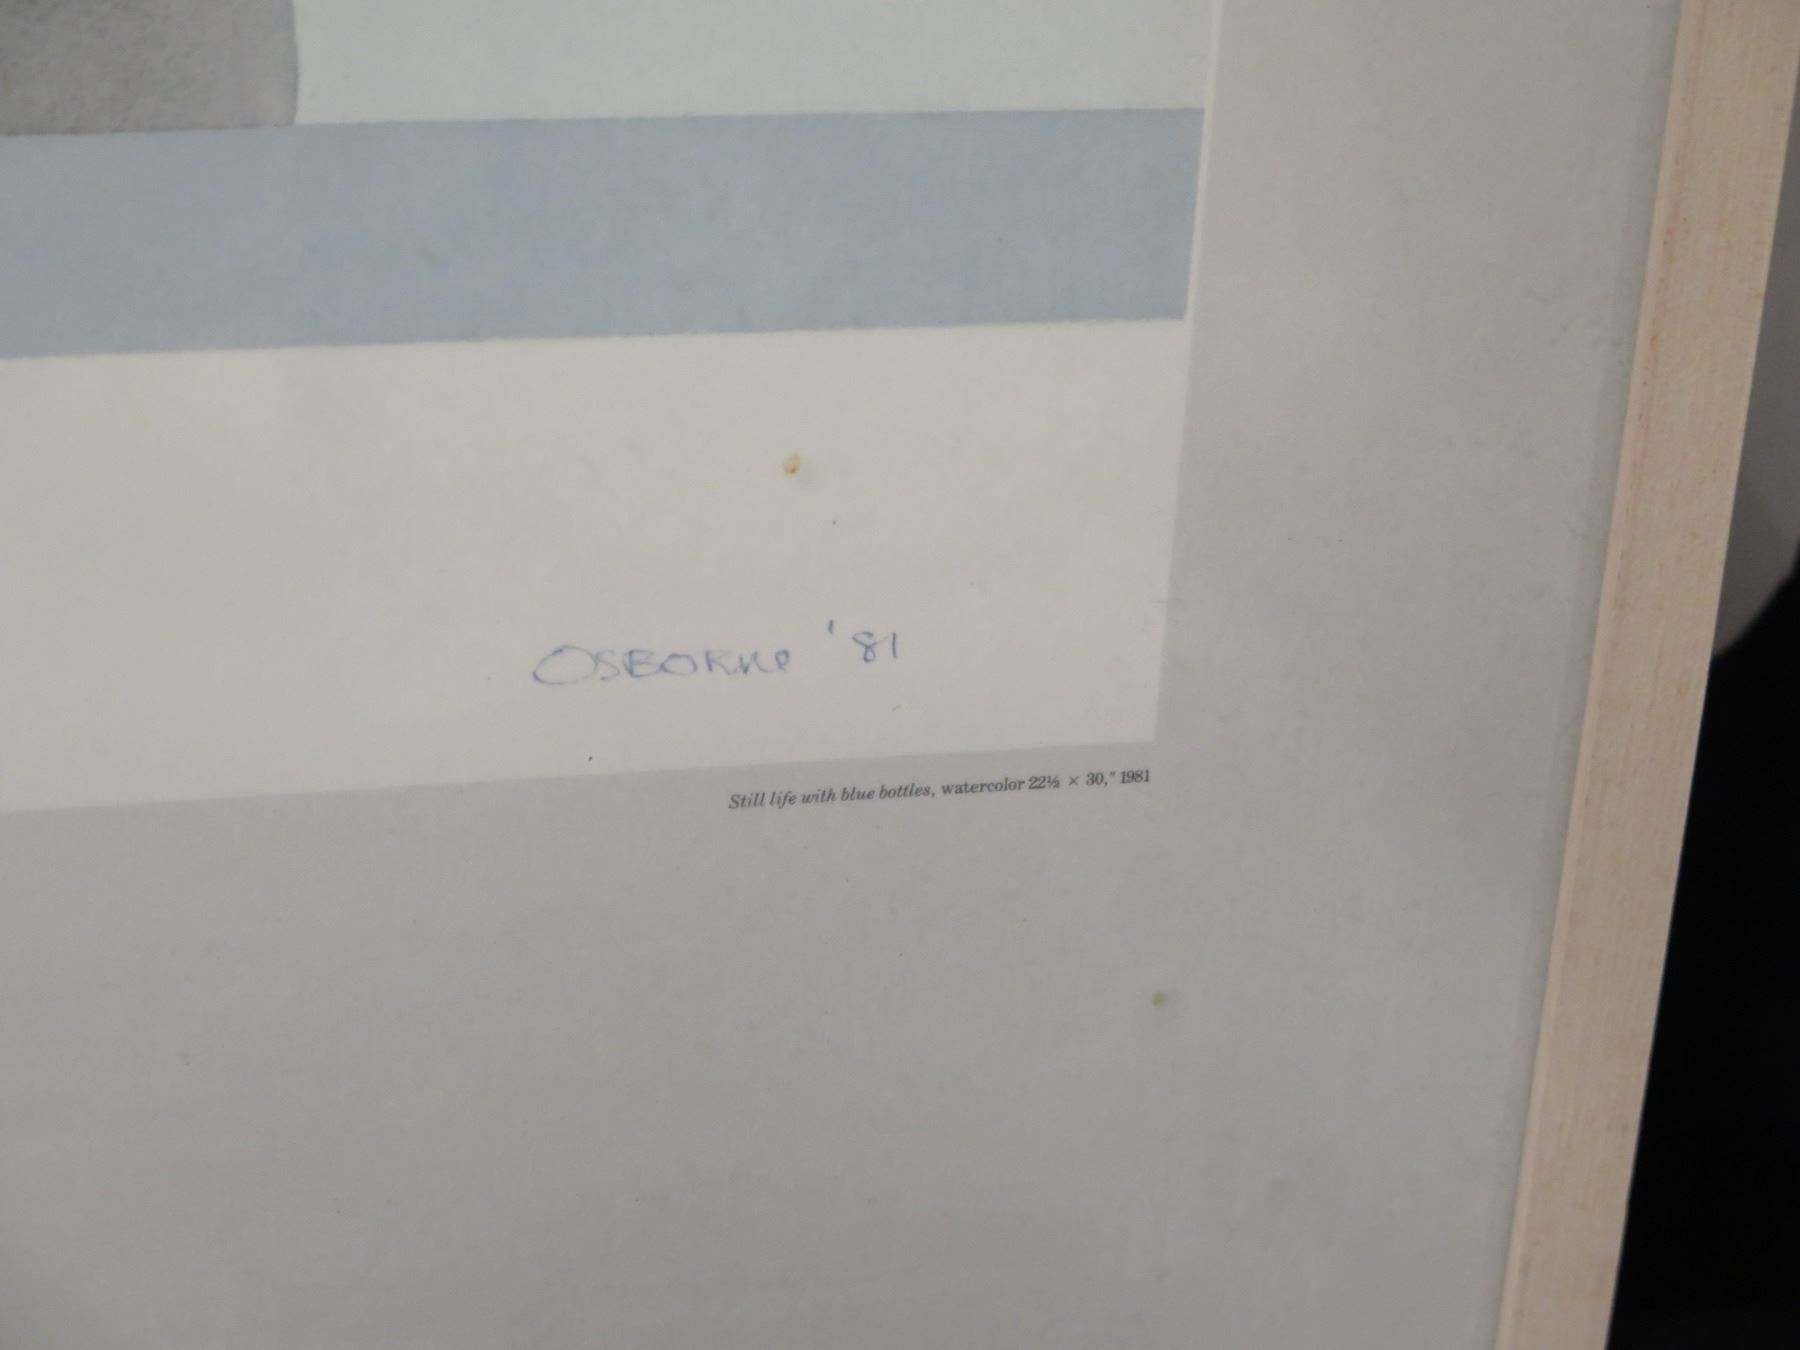 OSBORNE '81
Still life with blue bottles, watercolor 22½ × 30," 1981